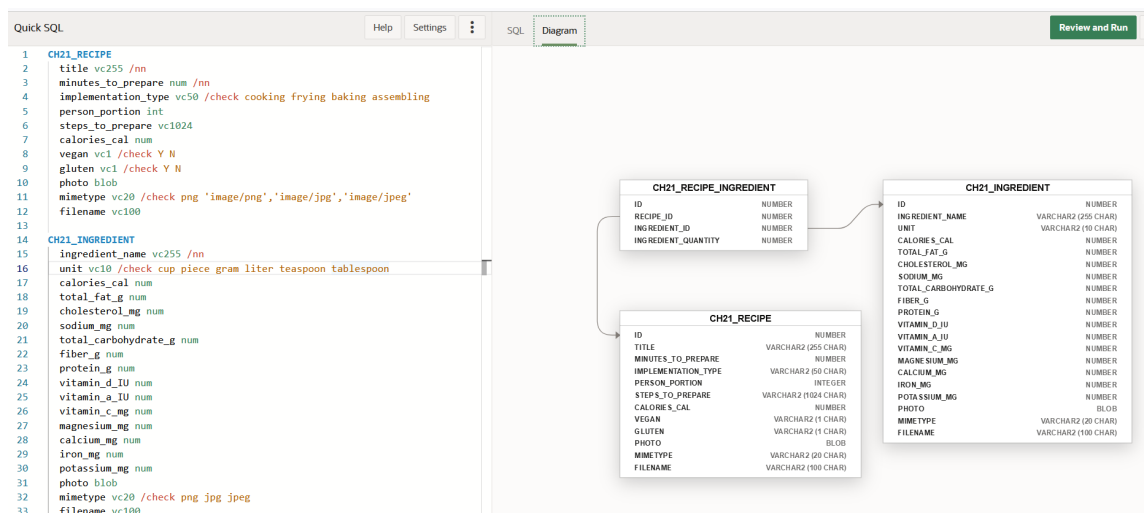 Quick SQL
Help
Settings
SQL
Diagram
Review and Run
1 CH21_RECIPE
2 title vc255 /nn
3 minutes_to_prepare num /nn
4 implementation_type vc50 /check cooking frying baking assembling
5 person_portion int
6 steps_to_prepare vc1024
7 calories_cal num
8 vegan vc1 /check Y N
9 gluten vc1 /check Y N
10 photo blob
11 mimetype vc20 /check png 'image/png','image/jpg','image/jpeg'
12 filename vc100
13
14 CH21_INGREDIENT
15 ingredient_name vc255 /nn
16 unit vc10 /check cup piece gram liter teaspoon tablespoon
17 calories_cal num
18 total_fat_g num
19 cholesterol_mg num
20 sodium_mg num
21 total_carbohydrate_g num
22 fiber_g num
23 protein_g num
24 vitamin_d_IU num
25 vitamin_a_IU num
26 vitamin_c_mg num
27 magnesium_mg num
28 calcium_mg num
29 iron_mg num
30 potassium_mg num
31 photo blob
32 mimetype vc20 /check png jpg jpeg
33 filename vc100
CH21_RECIPE_INGREDIENT
ID NUMBER
RECIPE_ID NUMBER
INGREDIENT_ID NUMBER
INGREDIENT_QUANTITY NUMBER
CH21_RECIPE
ID NUMBER
TITLE VARCHAR2 (255 CHAR)
MINUTES_TO_PREPARE NUMBER
IMPLEMENTATION_TYPE VARCHAR2 (50 CHAR)
PERSON_PORTION INTEGER
STEPS_TO_PREPARE VARCHAR2 (1024 CHAR)
CALORIES_CAL NUMBER
VEGAN VARCHAR2 (1 CHAR)
GLUTEN VARCHAR2 (1 CHAR)
PHOTO BLOB
MIMETYPE VARCHAR2 (20 CHAR)
FILENAME VARCHAR2 (100 CHAR)
CH21_INGREDIENT
ID NUMBER
INGREDIENT_NAME VARCHAR2 (255 CHAR)
UNIT VARCHAR2 (10 CHAR)
CALORIES_CAL NUMBER
TOTAL_FAT_G NUMBER
CHOLESTEROL_MG NUMBER
SODIUM_MG NUMBER
TOTAL_CARBOHYDRATE_G NUMBER
FIBER_G NUMBER
PROTEIN_G NUMBER
VITAMIN_D_IU NUMBER
VITAMIN_A_IU NUMBER
VITAMIN_C_MG NUMBER
MAGNESIUM_MG NUMBER
CALCIUM_MG NUMBER
IRON_MG NUMBER
POTASSIUM_MG NUMBER
PHOTO BLOB
MIMETYPE VARCHAR2 (20 CHAR)
FILENAME VARCHAR2 (100 CHAR)